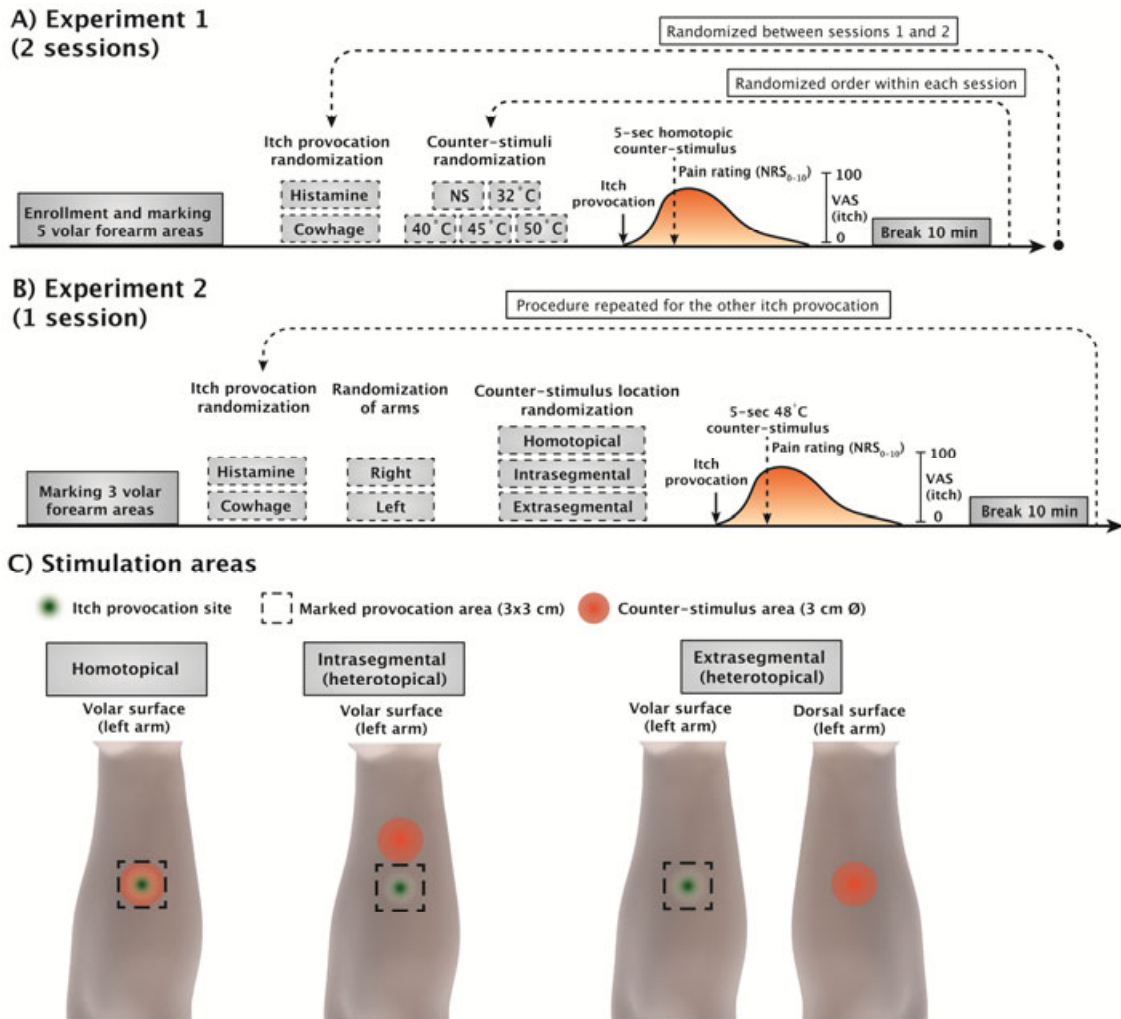 A) Experiment 1
(2 sessions)
Randomized between sessions 1 and 2
Randomized order within each session
Itch provocation
randomization
Counter-stimuli
randomization
5-sec homotopic
counter-stimulus
Pain rating (NRS0-10)
Itch
provocation
100
VAS
(itch)
0
Histamine
NS
32°C
Enrollment and marking
5 volar forearm areas
Cowhage
40°C
45°C
50°C
Break 10 min
B) Experiment 2
(1 session)
Procedure repeated for the other itch provocation
Itch provocation
randomization
Randomization
of arms
Counter-stimulus location
randomization
5-sec 48°C
counter-stimulus
Pain rating (NRS0-10)
Itch
provocation
100
VAS
(itch)
0
Homotopical
Histamine
Right
Intrasegmental
Marking 3 volar
forearm areas
Cowhage
Left
Extrasegmental
Break 10 min
C) Stimulation areas
Itch provocation site
Marked provocation area (3x3 cm)
Counter-stimulus area (3 cm Ø)
Homotopical
Intrasegmental
(heterotopical)
Extrasegmental
(heterotopical)
Volar surface
(left arm)
Volar surface
(left arm)
Volar surface
(left arm)
Dorsal surface
(left arm)